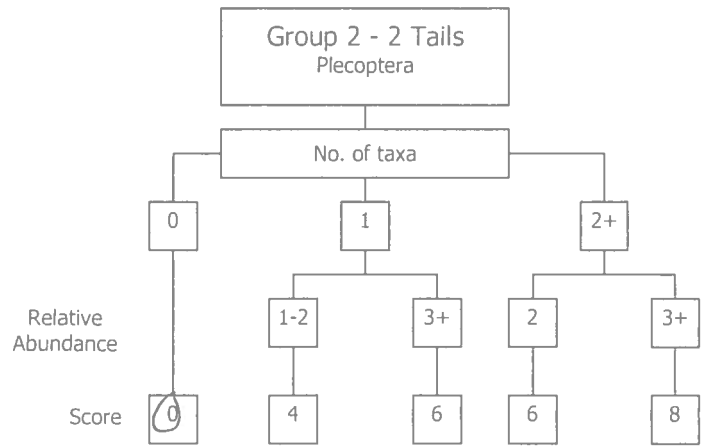 Group 2 - 2 Tails
Plecoptera
No. of taxa
0 1 2+
Relative
Abundance
1-2 3+ 2 3+
Score
0 4 6 6 8